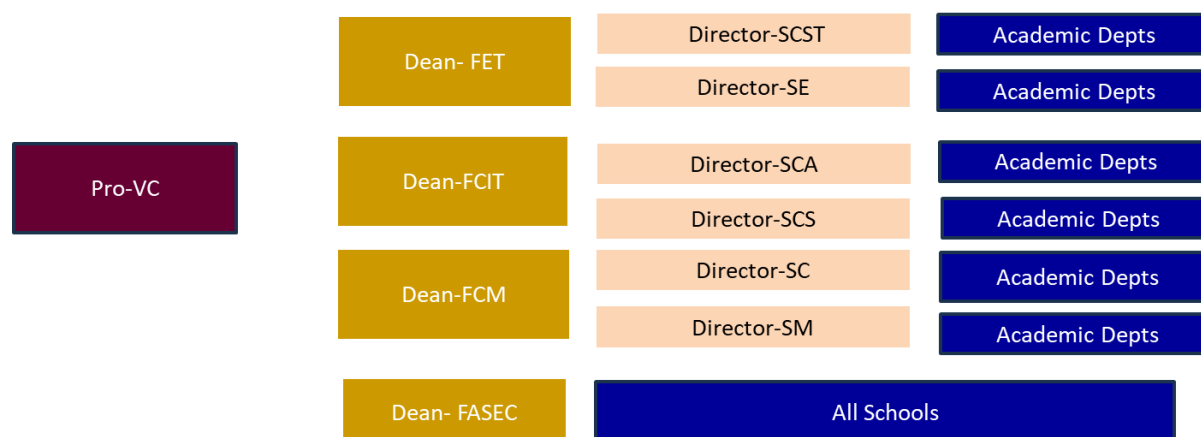 Pro-VC
Dean- FET
Director-SCST
Academic Depts
Director-SE
Academic Depts
Dean-FCIT
Director-SCA
Academic Depts
Director-SCS
Academic Depts
Dean-FCM
Director-SC
Academic Depts
Director-SM
Academic Depts
Dean- FASEC
All Schools